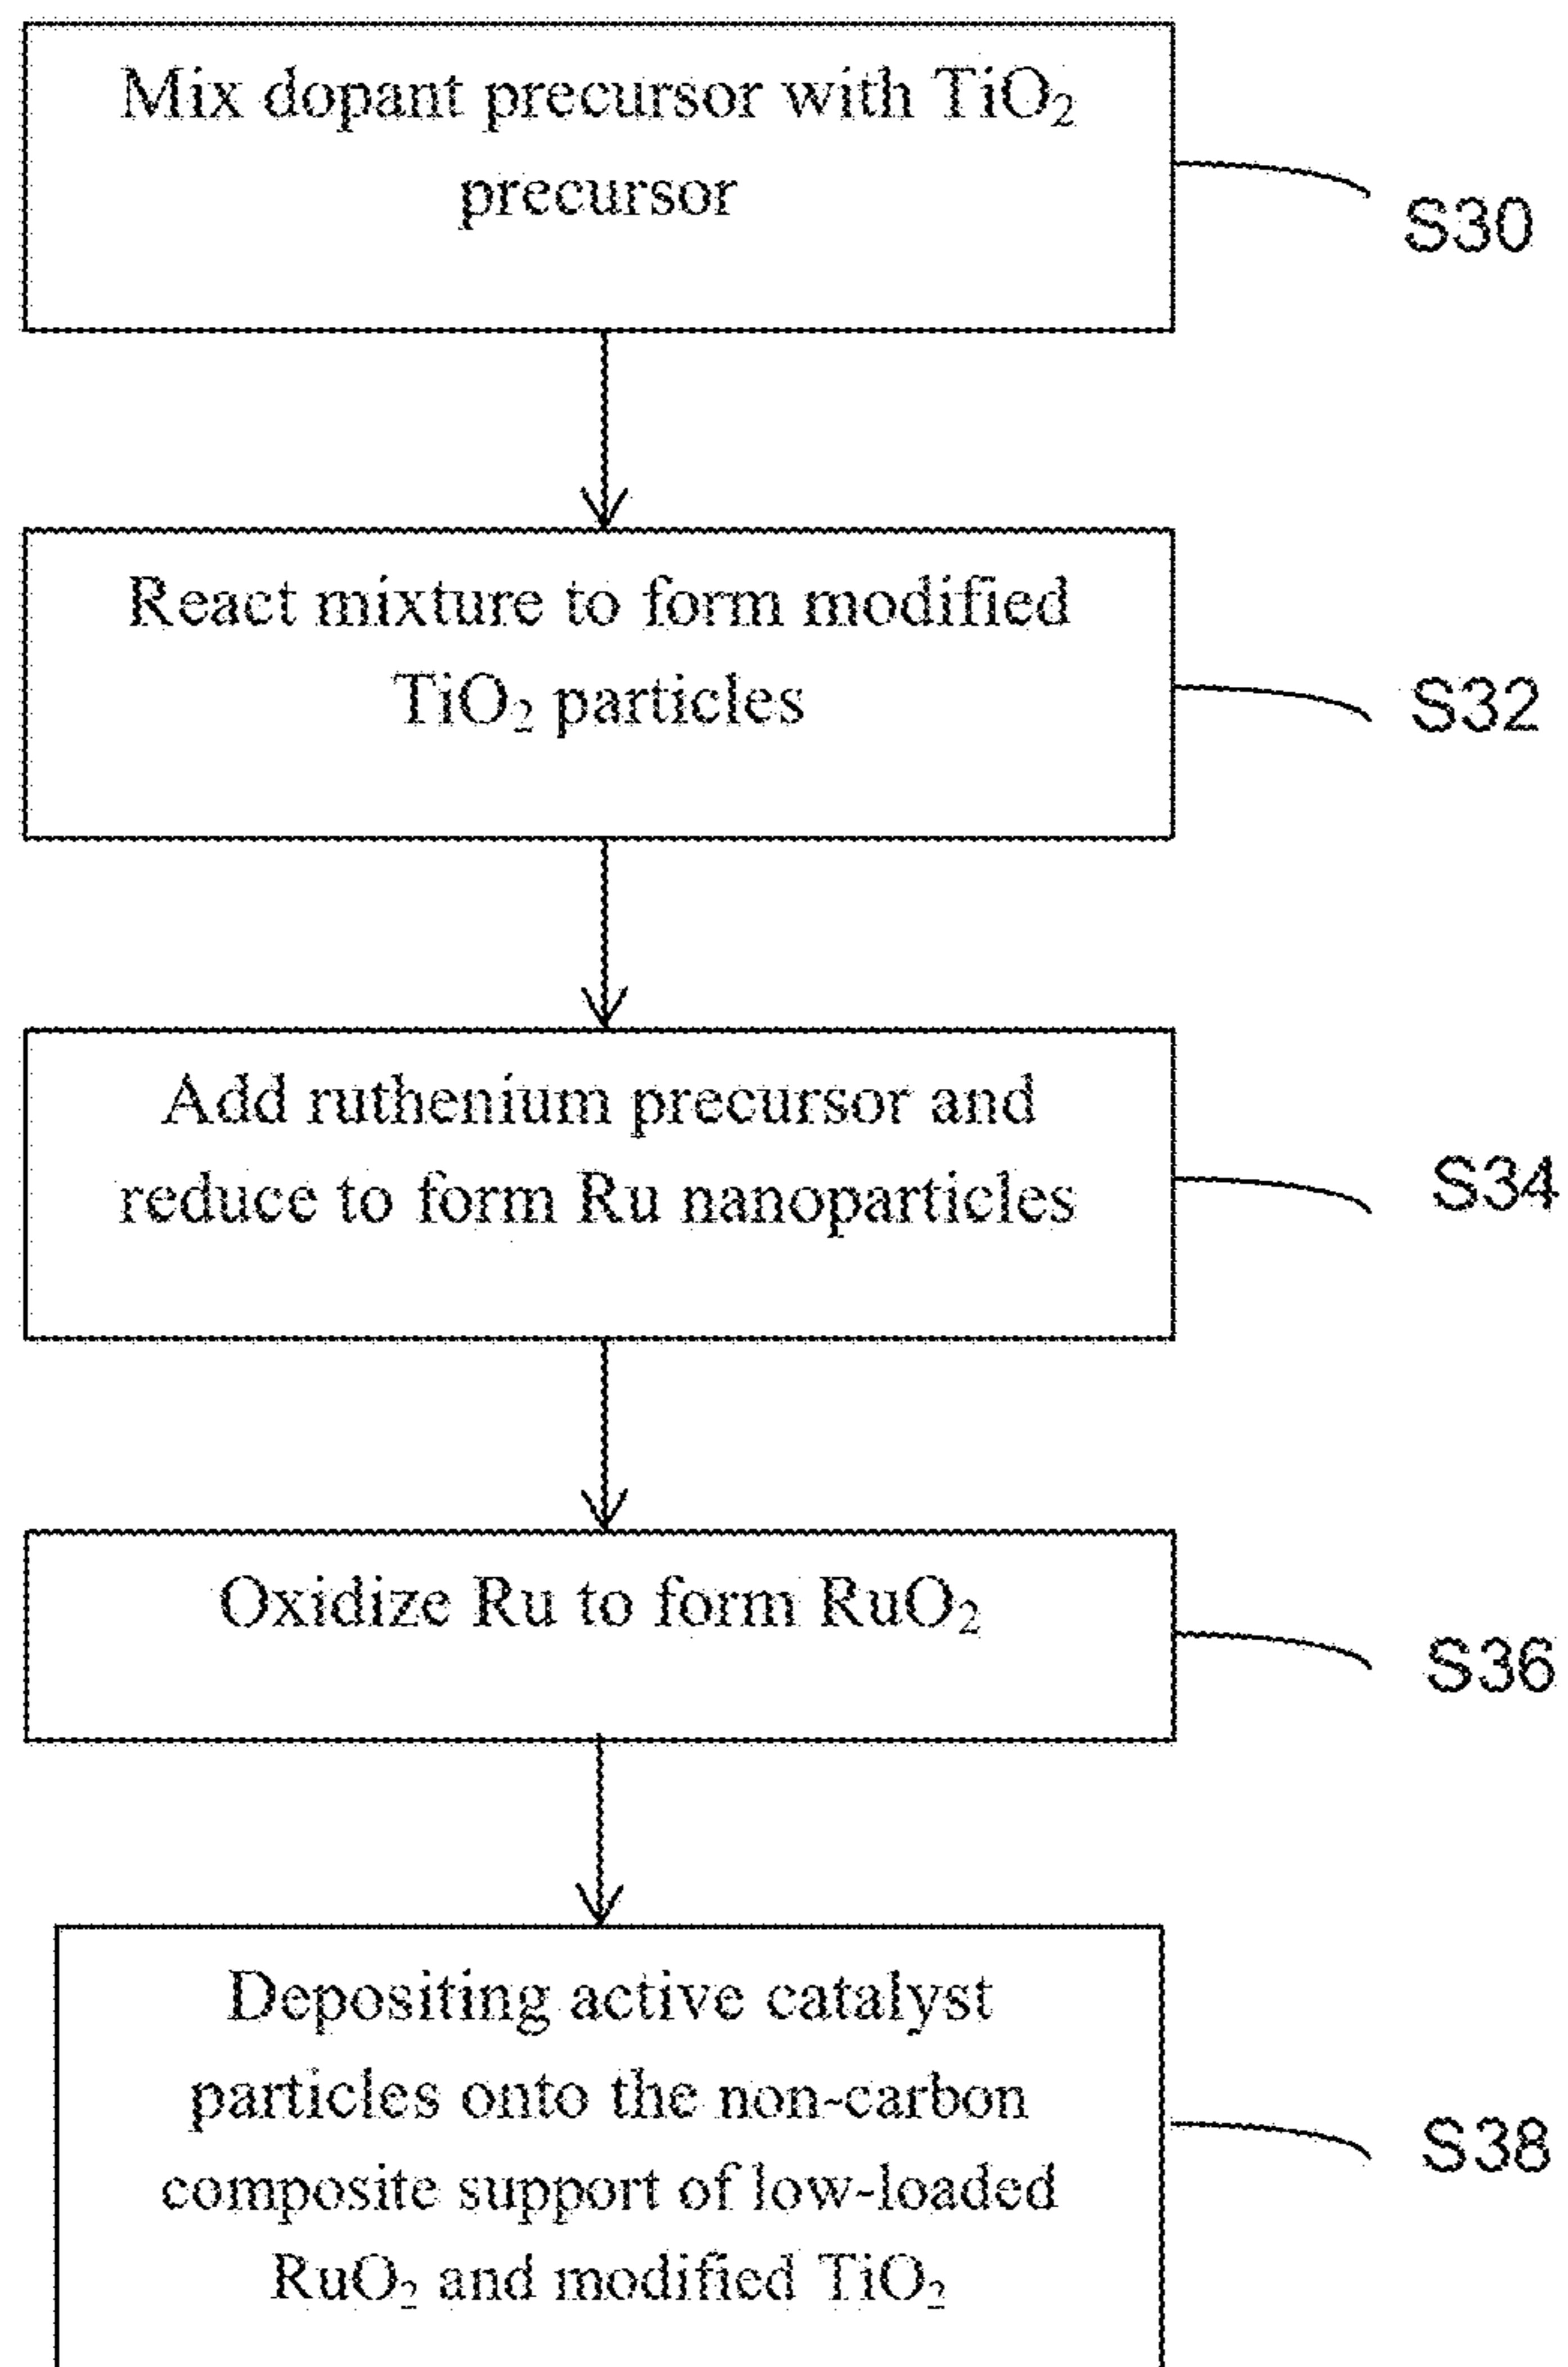 Mix dopant precursor with TiO₂
precursor
S30
React mixture to form modified
TiO₂ particles
S32
Add ruthenium precursor and
reduce to form Ru nanoparticles
S34
Oxidize Ru to form RuO₂
S36
Depositing active catalyst
particles onto the non-carbon
composite support of low-loaded
RuO₂ and modified TiO₂
S38